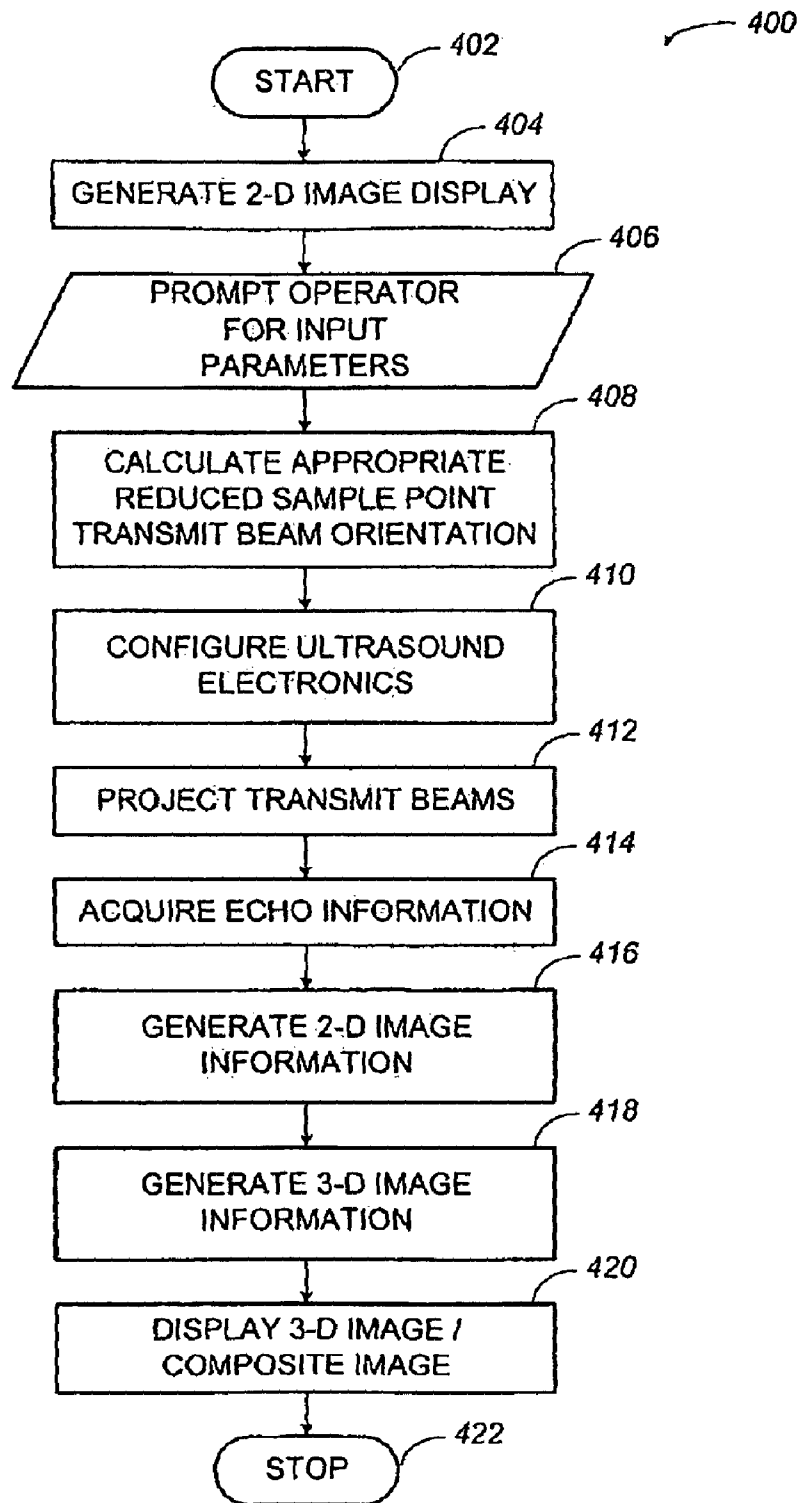 400
402
START
404
GENERATE 2-D IMAGE DISPLAY
406
PROMPT OPERATOR
FOR INPUT
PARAMETERS
408
CALCULATE APPROPRIATE
REDUCED SAMPLE POINT
TRANSMIT BEAM ORIENTATION
410
CONFIGURE ULTRASOUND
ELECTRONICS
412
PROJECT TRANSMIT BEAMS
414
ACQUIRE ECHO INFORMATION
416
GENERATE 2-D IMAGE
INFORMATION
418
GENERATE 3-D IMAGE
INFORMATION
420
DISPLAY 3-D IMAGE /
COMPOSITE IMAGE
422
STOP